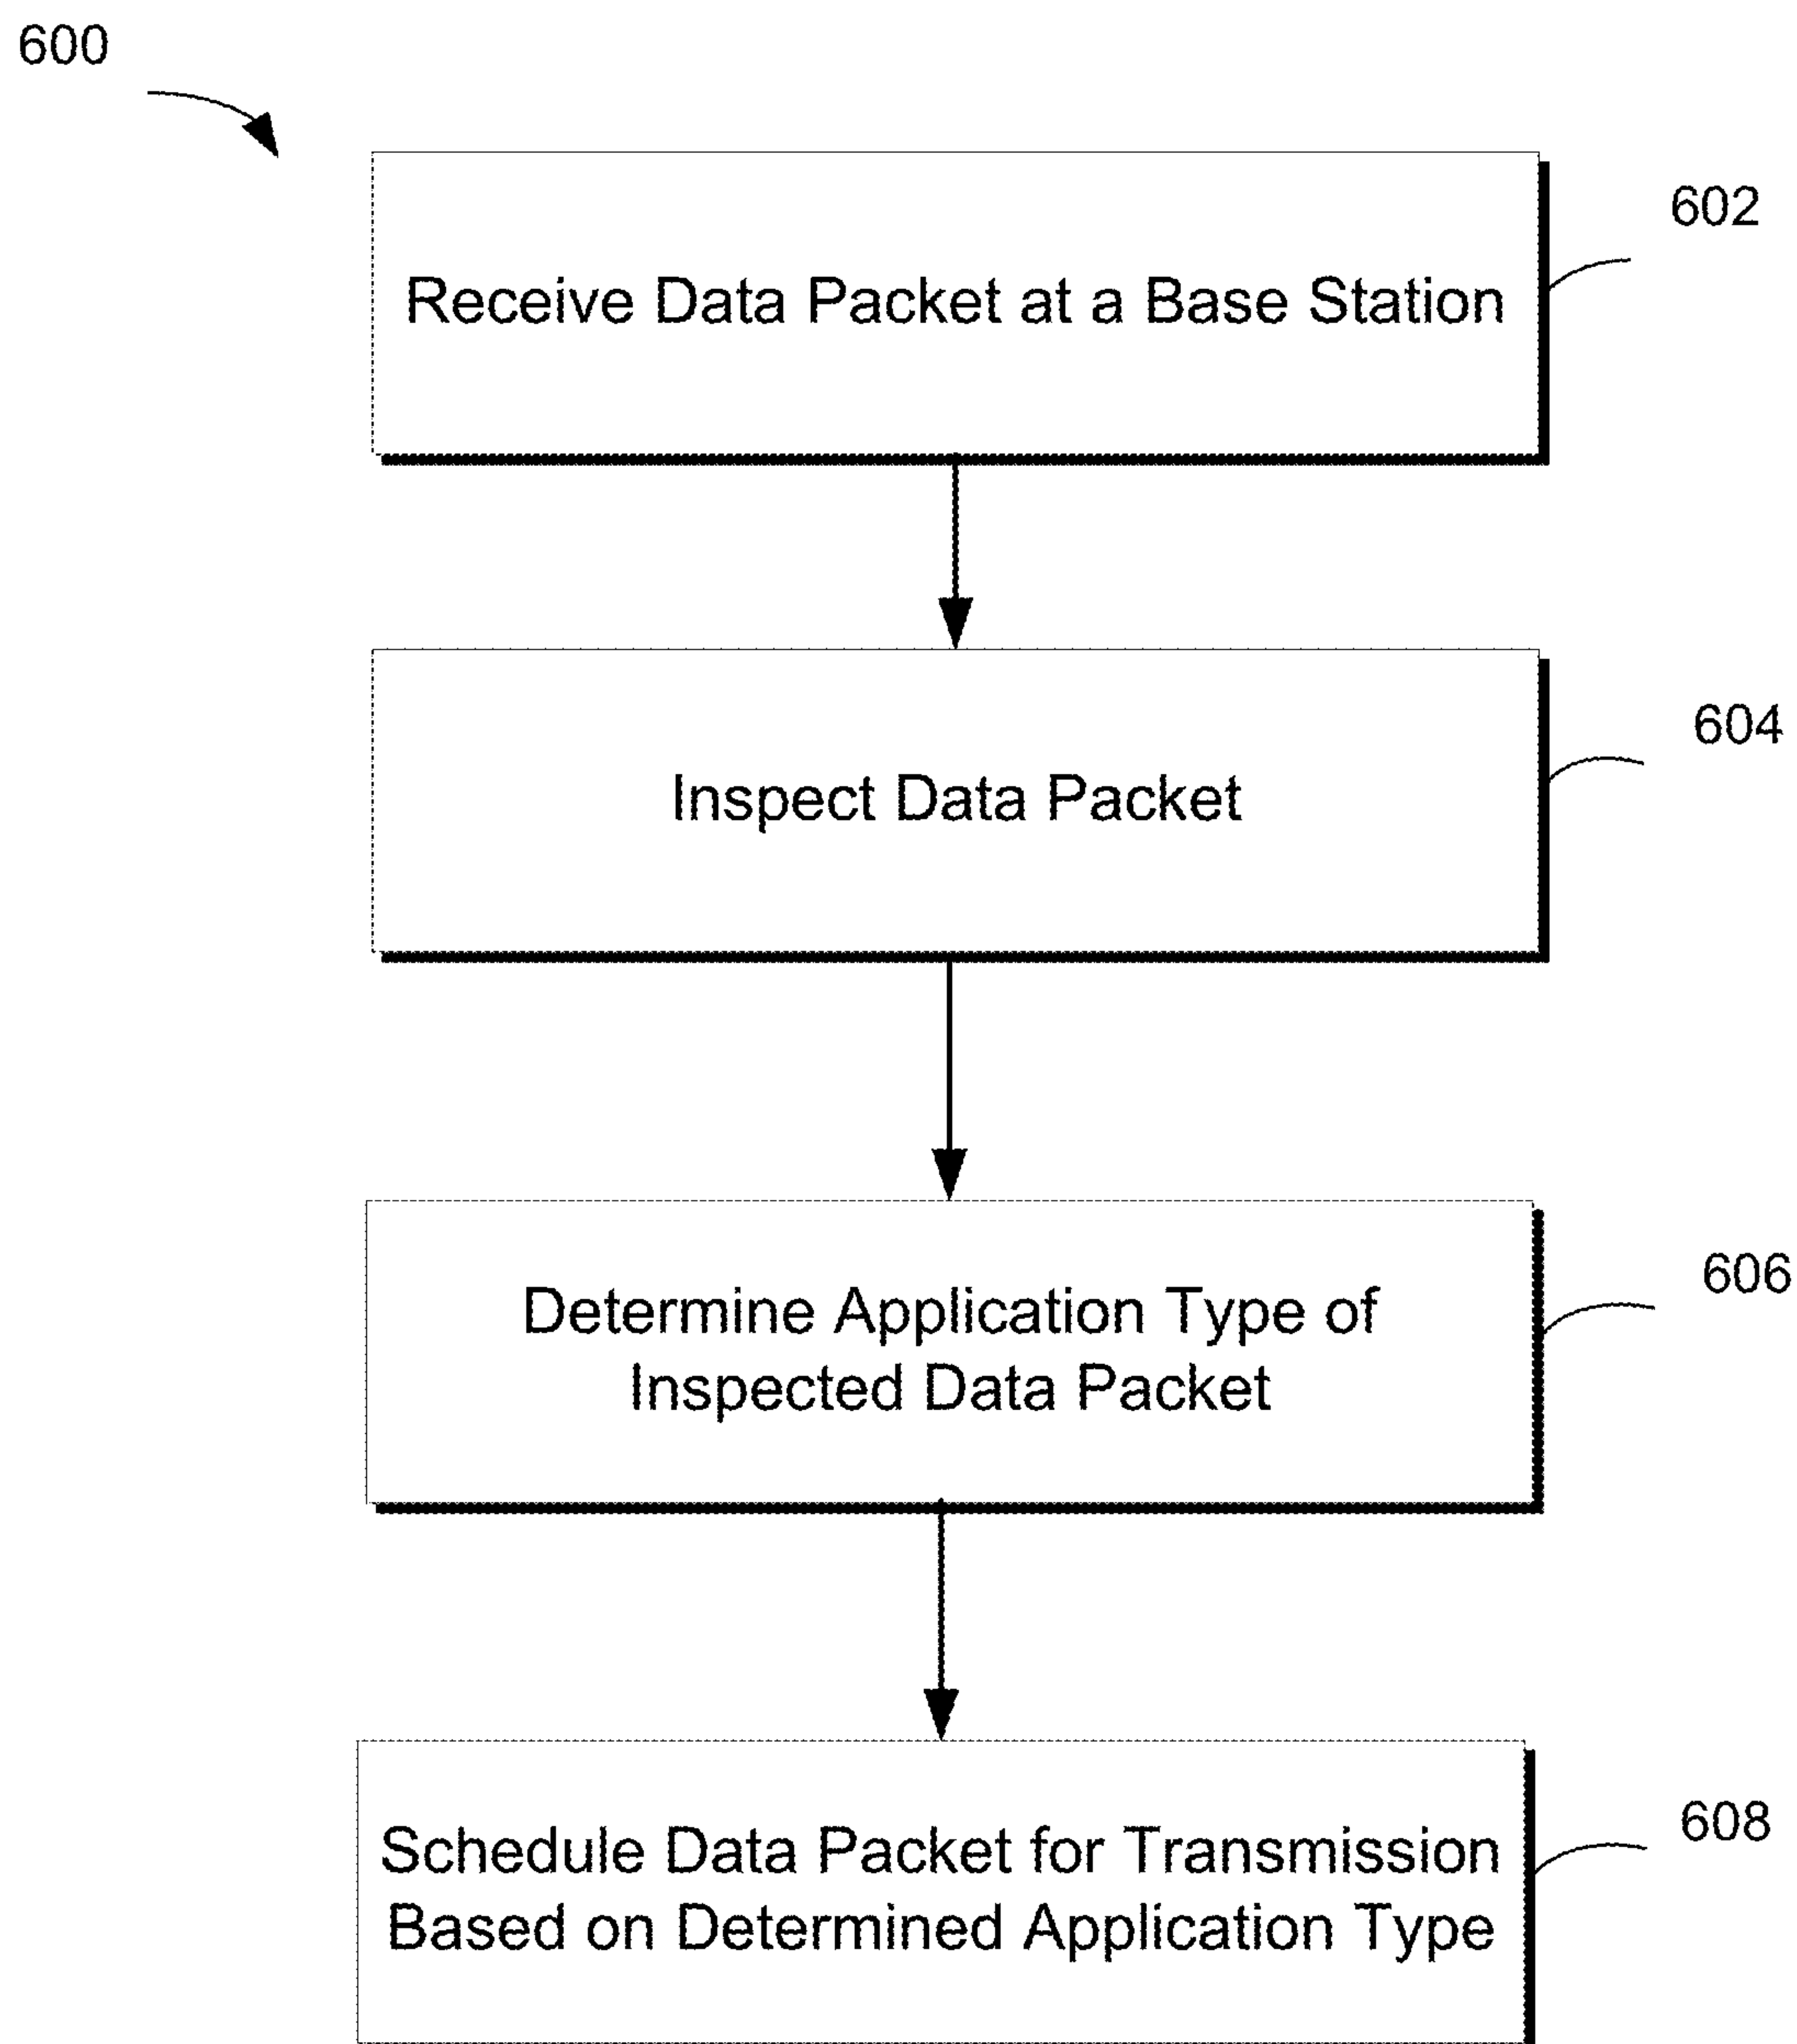 600
Receive Data Packet at a Base Station
602
Inspect Data Packet
604
Determine Application Type of
Inspected Data Packet
606
Schedule Data Packet for Transmission
Based on Determined Application Type
608